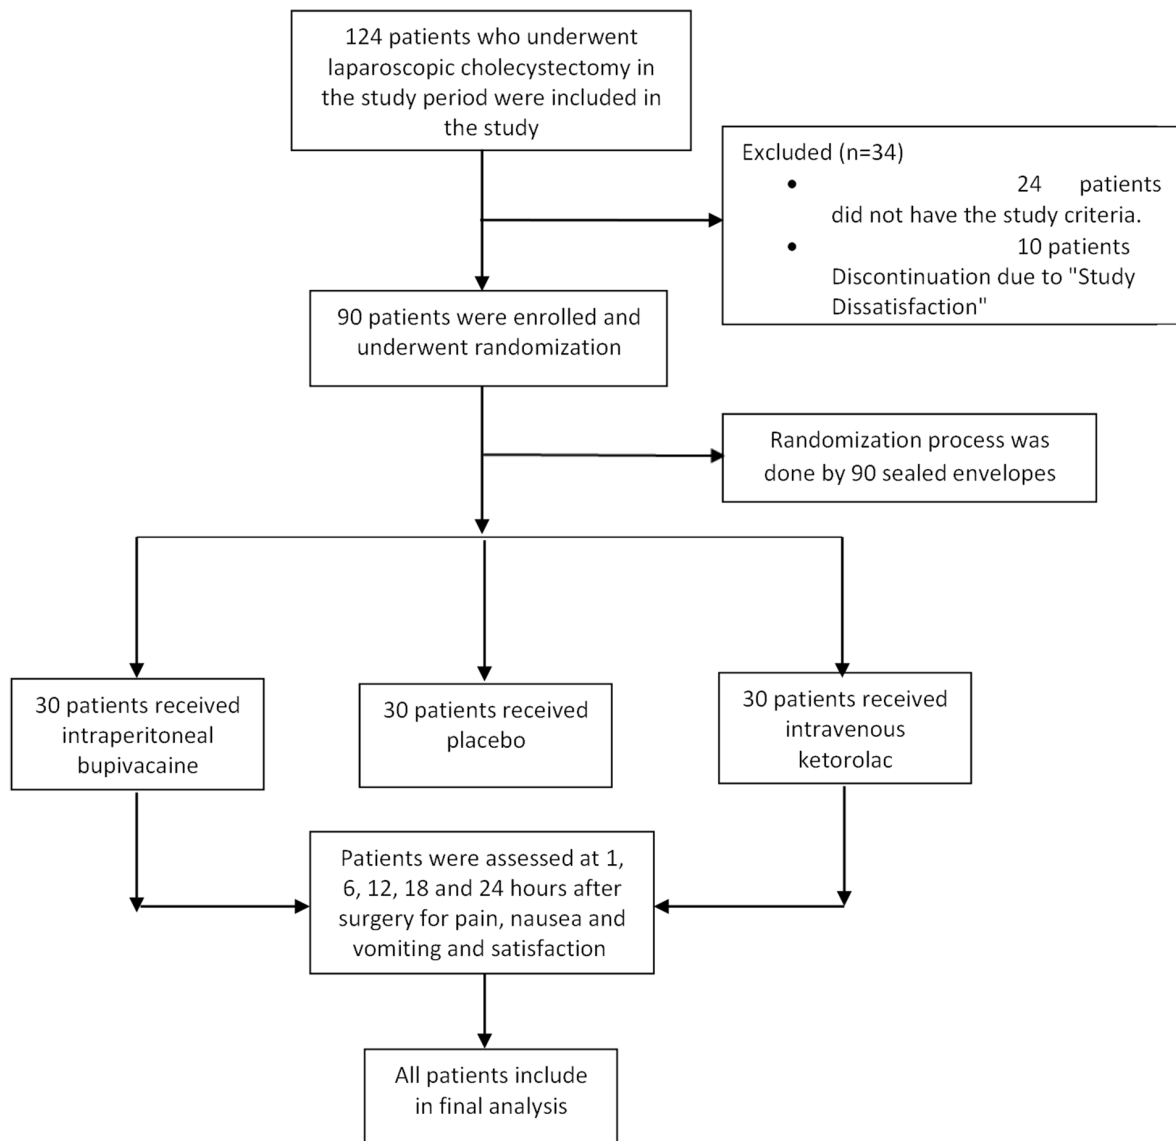 124 patients who underwent
laparoscopic cholecystectomy in
the study period were included in
the study
Excluded (n=34)
• 24 patients
did not have the study criteria.
• 10 patients
Discontinuation due to "Study
Dissatisfaction"
90 patients were enrolled and
underwent randomization
Randomization process was
done by 90 sealed envelopes
30 patients received
intraperitoneal
bupivacaine
30 patients received
placebo
30 patients received
intravenous
ketorolac
Patients were assessed at 1,
6, 12, 18 and 24 hours after
surgery for pain, nausea and
vomiting and satisfaction
All patients include
in final analysis